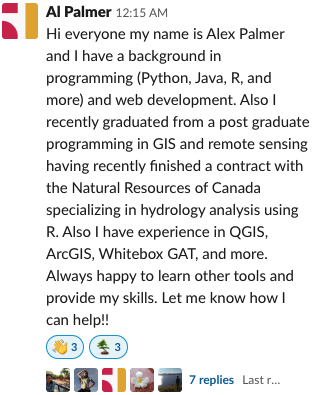 Al Palmer 12:15 AM
Hi everyone my name is Alex Palmer
and I have a background in
programming (Python, Java, R, and
more) and web development. Also I
recently graduated from a post graduate
programming in GIS and remote sensing
having recently finished a contract with
the Natural Resources of Canada
specializing in hydrology analysis using
R. Also I have experience in QGIS,
ArcGIS, Whitebox GAT, and more.
Always happy to learn other tools and
provide my skills. Let me know how I
can help!!
3 3
7 replies Last r...